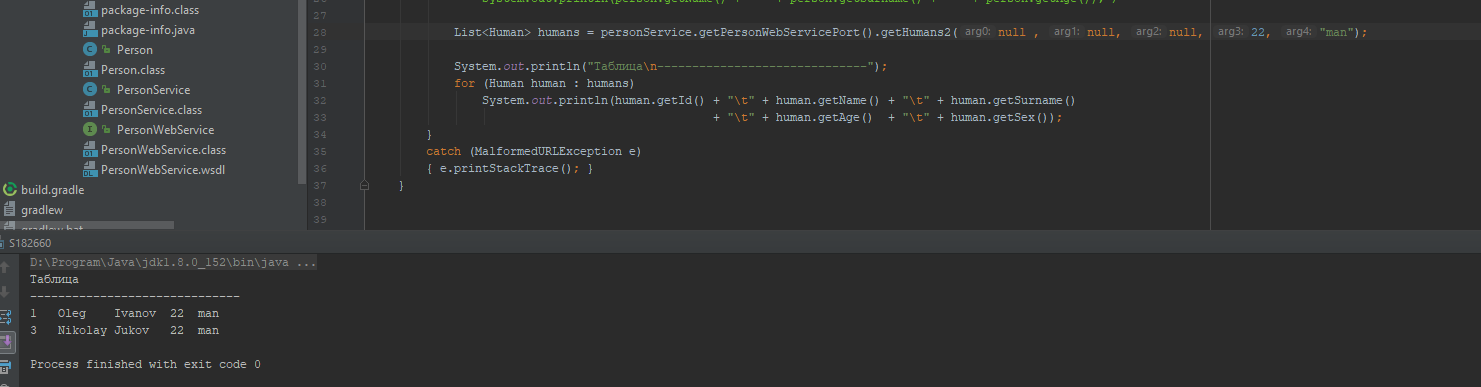 package-info.class
package-info.java
Person
Person.class
PersonService
PersonService.class
PersonWebService
PersonWebService.class
PersonWebService.wsdl
build.gradle
gradlew
gradlew.bat
27
28 List<Human> humans = personService.getPersonWebServicePort().getHumans2( arg0: null , arg1: null, arg2: null, arg3: 22, arg4: "man");
29
30 System.out.println("Таблица\n------------------------------");
31 for (Human human : humans)
32 System.out.println(human.getId() + "\t" + human.getName() + "\t" + human.getSurname()
33 + "\t" + human.getAge() + "\t" + human.getSex());
34 }
35 catch (MalformedURLException e)
36 { e.printStackTrace(); }
37 }
38
39
S182660
D:\Program\Java\jdk1.8.0_152\bin\java ...
Таблица
------------------------------
1 Oleg Ivanov 22 man
3 Nikolay Jukov 22 man
Process finished with exit code 0